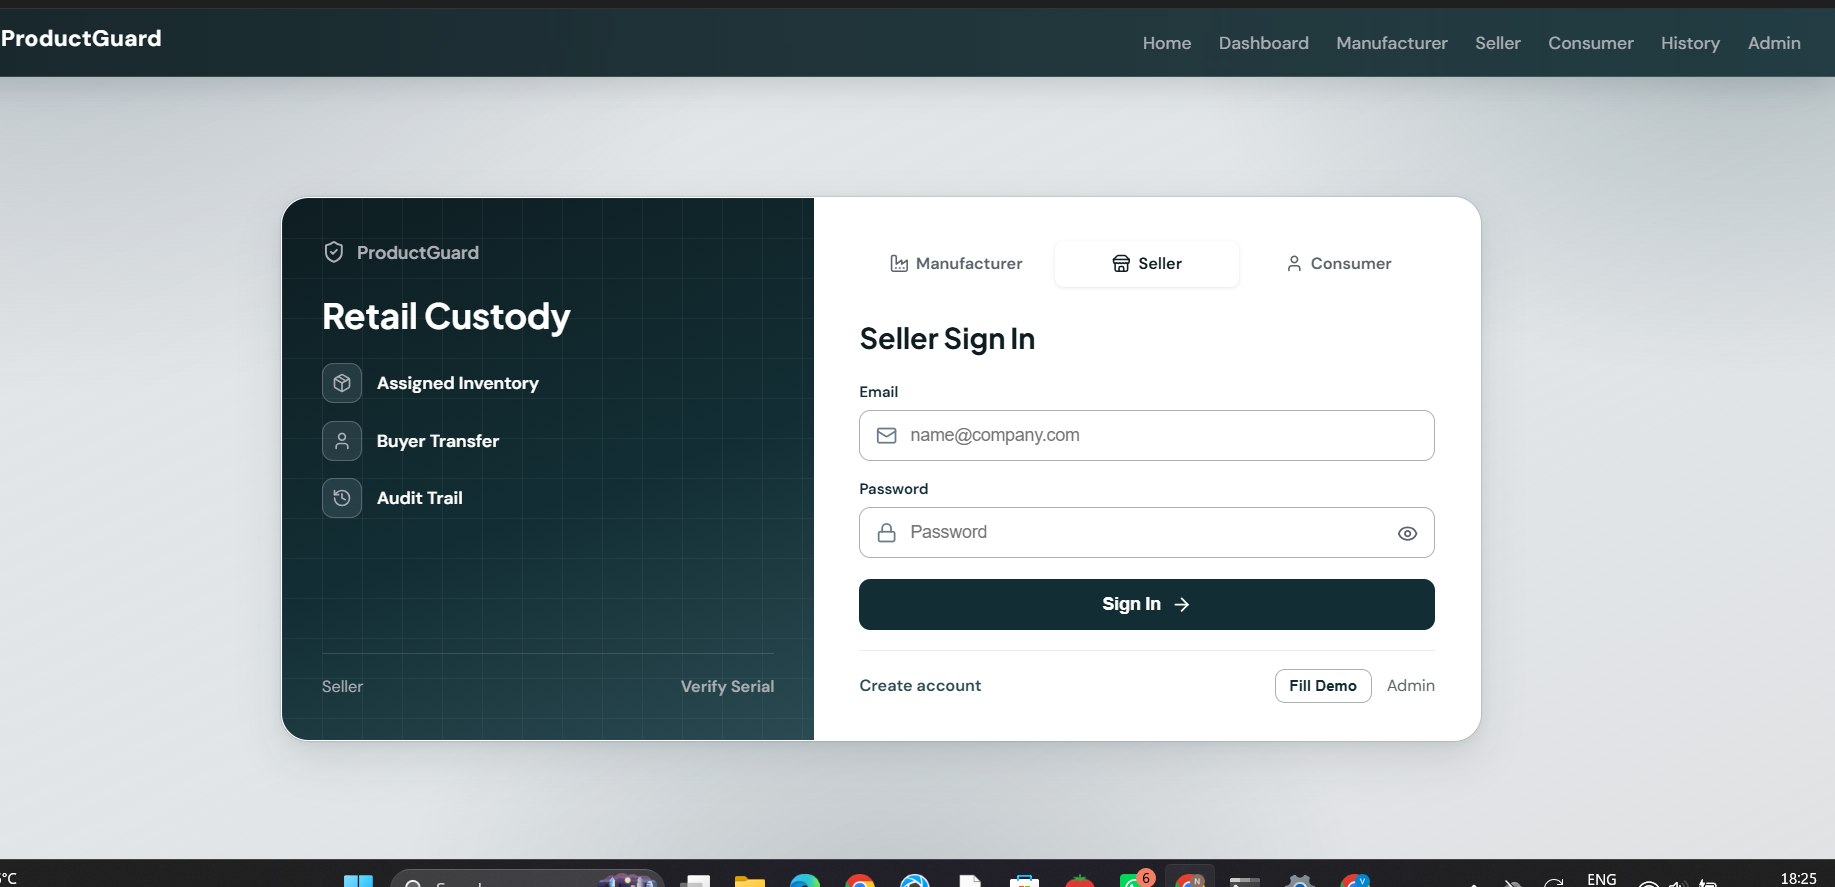 ProductGuard
Home Dashboard Manufacturer Seller Consumer History Admin
ProductGuard
Retail Custody
Assigned Inventory
Buyer Transfer
Audit Trail
Seller Verify Serial
Manufacturer Seller Consumer
Seller Sign In
Email
name@company.com
Password
Password
Sign In
Create account Fill Demo Admin
°C
6
N
V
ENG
18:25